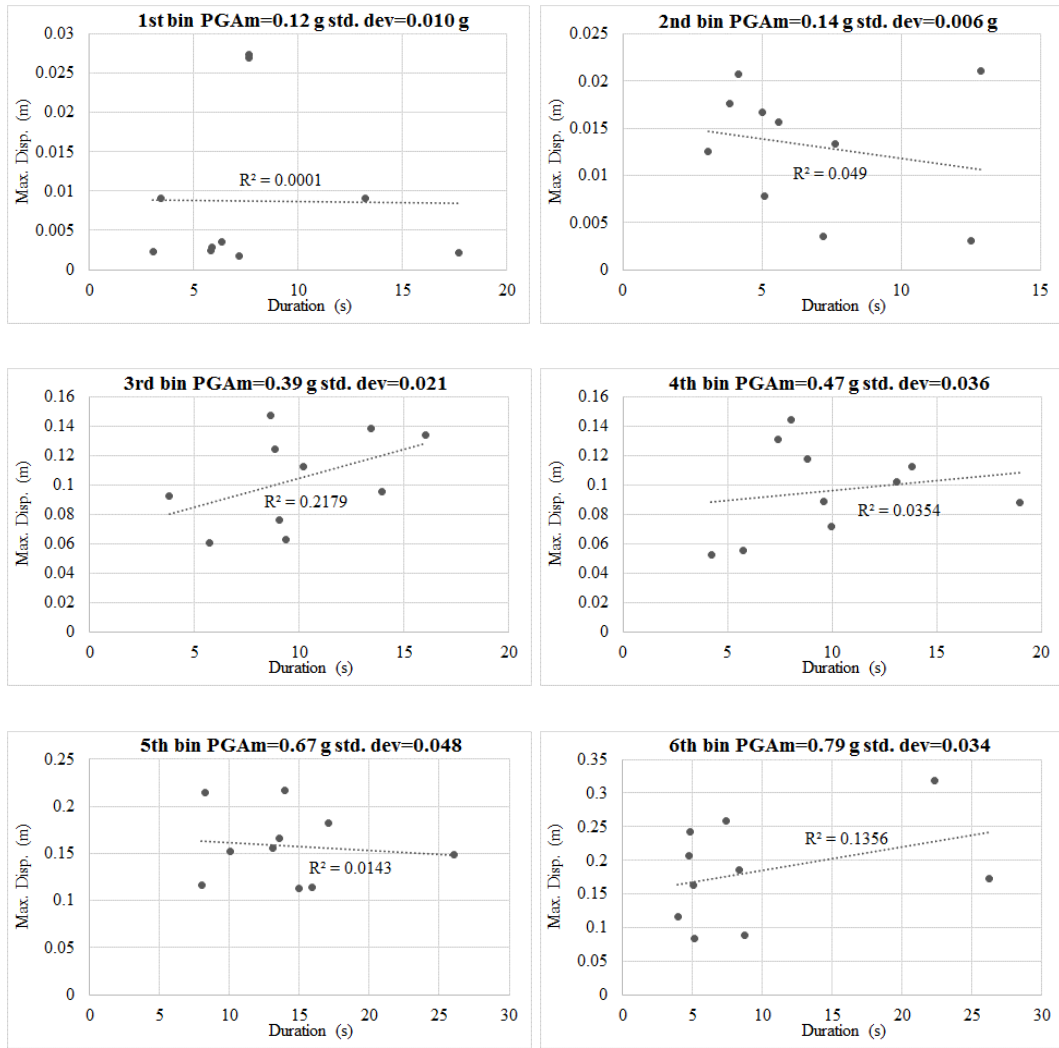 1st bin PGAm=0.12 g std. dev=0.010 g
Max. Disp. (m)
0.03
0.025
0.02
0.015
0.01
0.005
0
R² = 0.0001
0 5 10 15 20
Duration (s)
2nd bin PGAm=0.14 g std. dev=0.006 g
Max. Disp. (m)
0.025
0.02
0.015
0.01
0.005
0
R² = 0.049
0 5 10 15
Duration (s)
3rd bin PGAm=0.39 g std. dev=0.021
Max. Disp. (m)
0.16
0.14
0.12
0.1
0.08
0.06
0.04
0.02
0
R² = 0.2179
0 5 10 15 20
Duration (s)
4th bin PGAm=0.47 g std. dev=0.036
Max. Disp. (m)
0.16
0.14
0.12
0.1
0.08
0.06
0.04
0.02
0
R² = 0.0354
0 5 10 15 20
Duration (s)
5th bin PGAm=0.67 g std. dev=0.048
Max. Disp. (m)
0.25
0.2
0.15
0.1
0.05
0
R² = 0.0143
0 5 10 15 20 25 30
Duration (s)
6th bin PGAm=0.79 g std. dev=0.034
Max. Disp. (m)
0.35
0.3
0.25
0.2
0.15
0.1
0.05
0
R² = 0.1356
0 5 10 15 20 25 30
Duration (s)